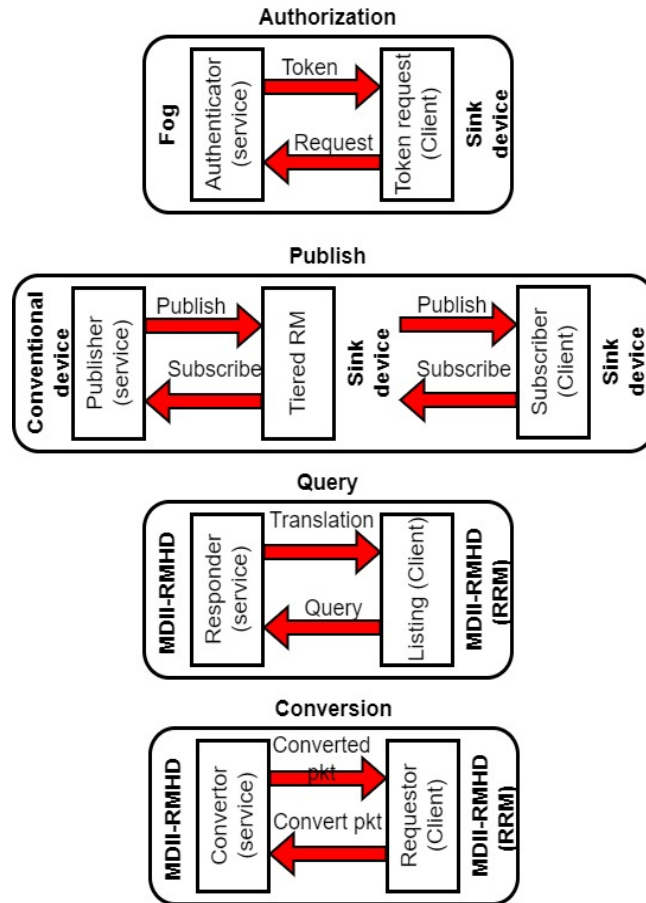 Authorization
Fog
Authenticator
(service)
Token
Request
Token request
(Client)
Sink
device
Publish
Conventional
device
Publisher
(service)
Publish
Subscribe
Tiered RM
Sink
device
Publish
Subscribe
Subscriber
(Client)
Sink
device
Query
MDII-RMHD
Responder
(service)
Translation
Query
Listing (Client)
MDII-RMHD
(RRM)
Conversion
MDII-RMHD
Convertor
(service)
Converted
pkt
Convert pkt
Requestor
(Client)
MDII-RMHD
(RRM)